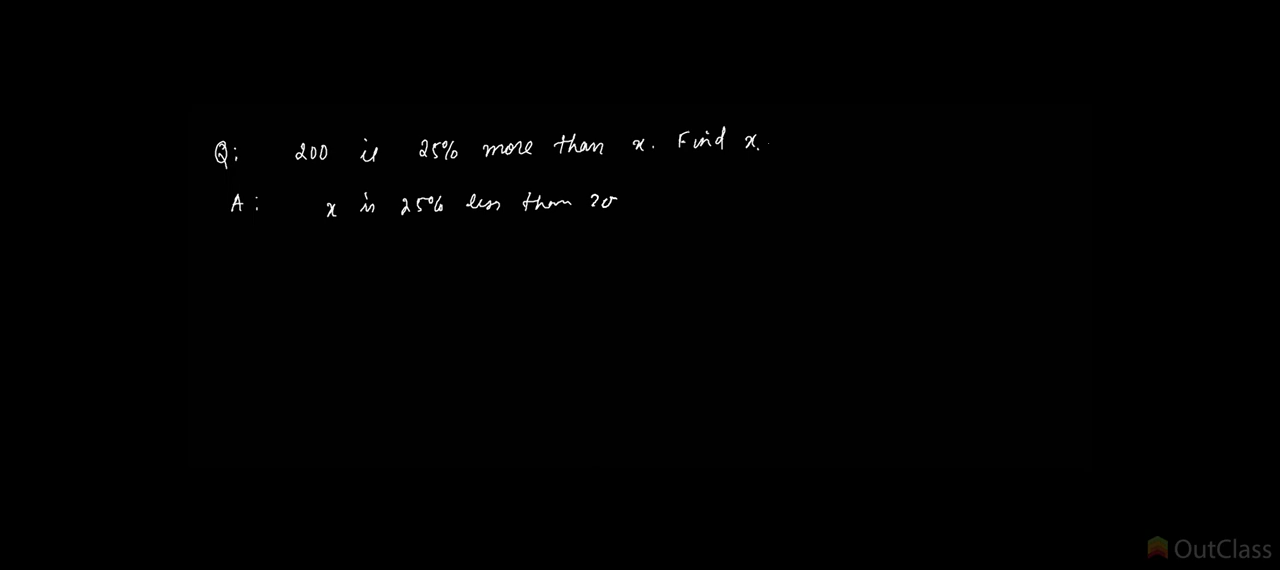 Q: 200 is 25% more than x. Find x.
A: x is 25% less than 20
OutClass